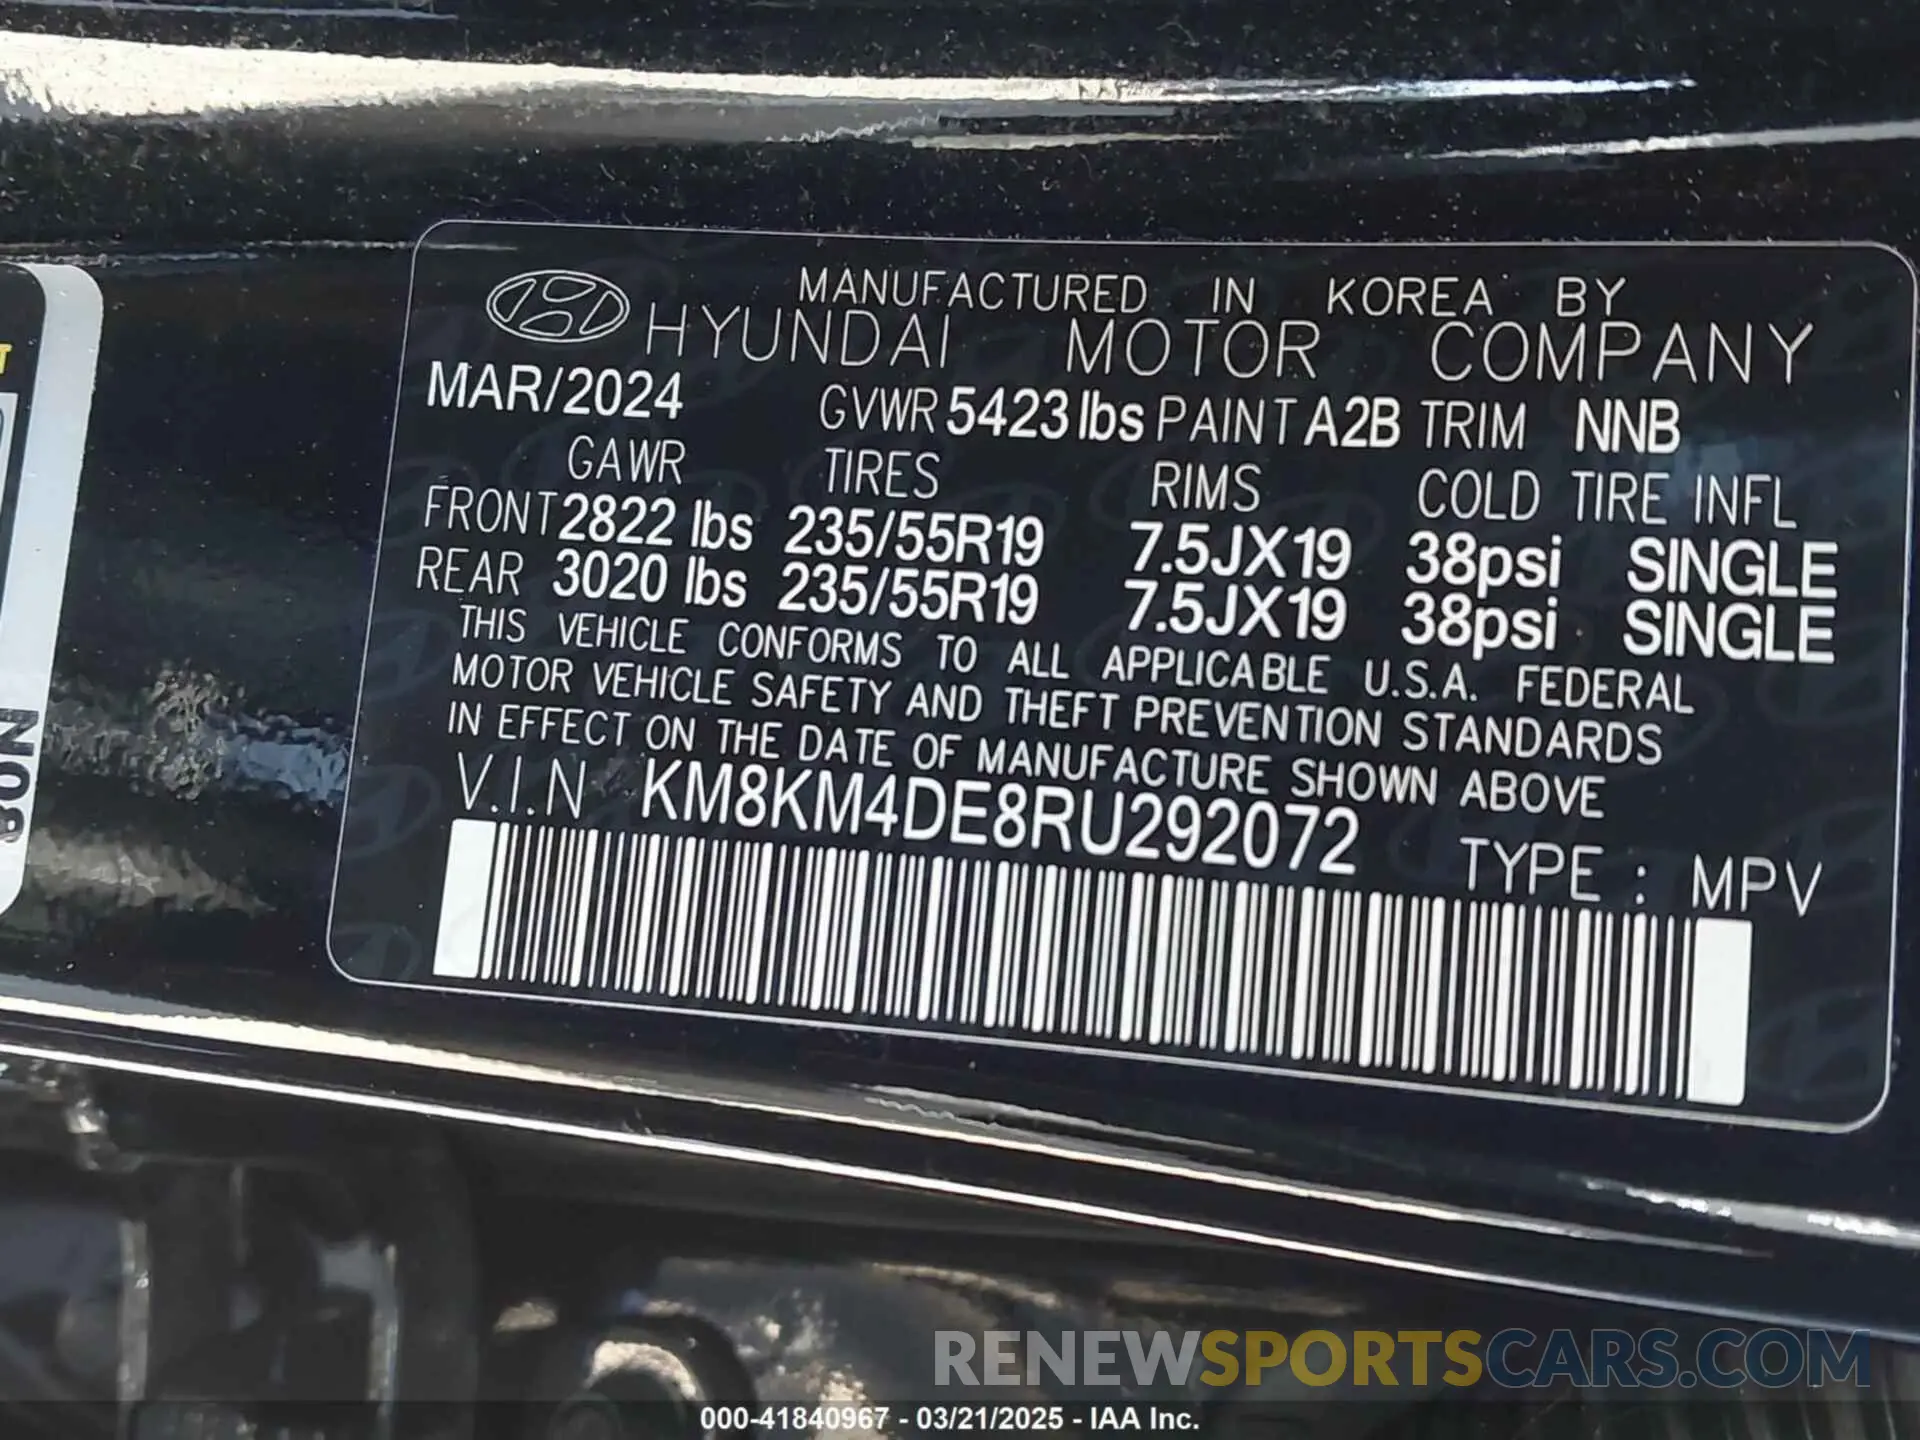 MANUFACTURED IN KOREA BY
HYUNDAI MOTOR COMPANY
MAR/2024 GVWR 5423 lbs PAINT A2B TRIM NNB
GAWR TIRES RIMS COLD TIRE INFL
FRONT 2822 lbs 235/55R19 7.5JX19 38psi SINGLE
REAR 3020 lbs 235/55R19 7.5JX19 38psi SINGLE
THIS VEHICLE CONFORMS TO ALL APPLICABLE U.S.A. FEDERAL
MOTOR VEHICLE SAFETY AND THEFT PREVENTION STANDARDS
IN EFFECT ON THE DATE OF MANUFACTURE SHOWN ABOVE
V.I.N KM8KM4DE8RU292072
TYPE : MPV
RENEWSPORTSCARS.COM
000-41840967 - 03/21/2025 - IAA Inc.